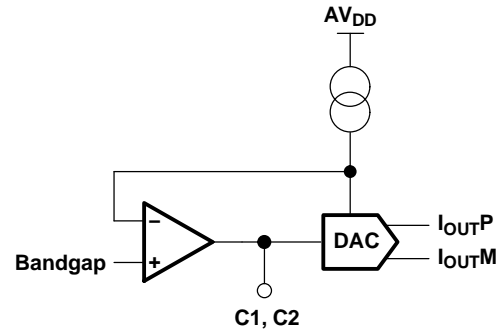 AVDD
−
+
Bandgap
DAC
IOUTP
IOUTM
C1, C2